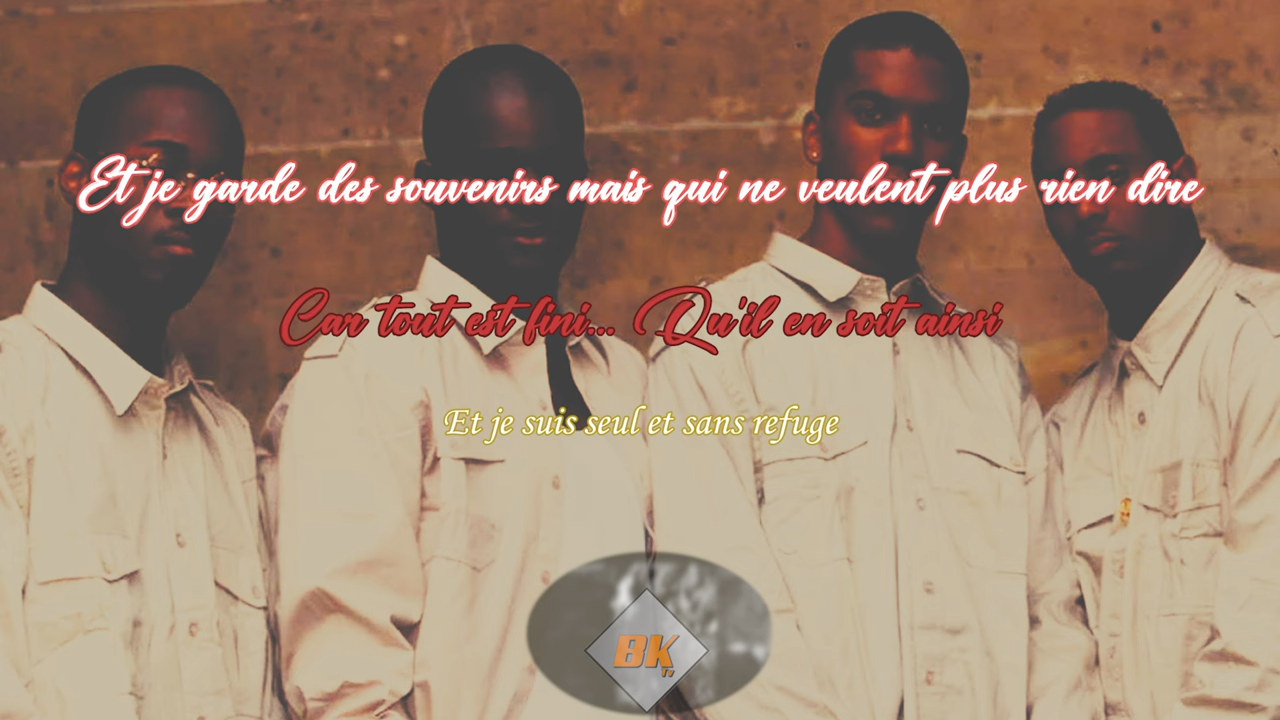 Et je garde des souvenirs mais qui ne veulent plus rien dire
Car tout est fini... Qu'il en soit ainsi
Et je suis seul et sans refuge
BK
TV